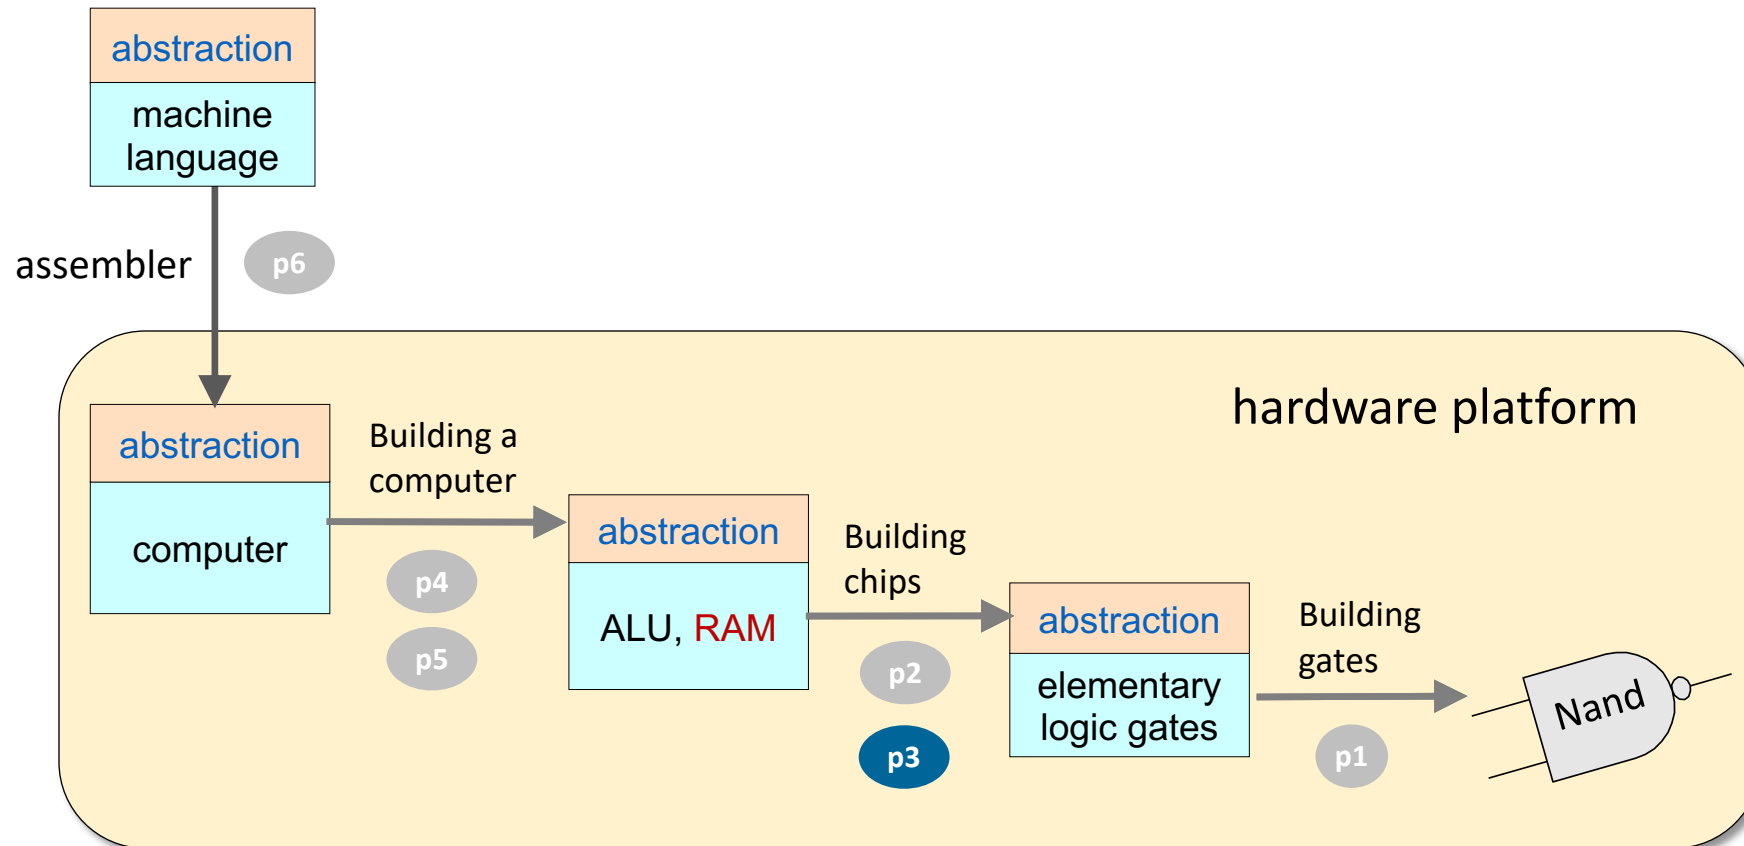 abstraction
machine
language
assembler
p6
hardware platform
abstraction
computer
Building a
computer
p4
p5
abstraction
ALU, RAM
Building
chips
p2
p3
abstraction
elementary
logic gates
Building
gates
p1
Nand